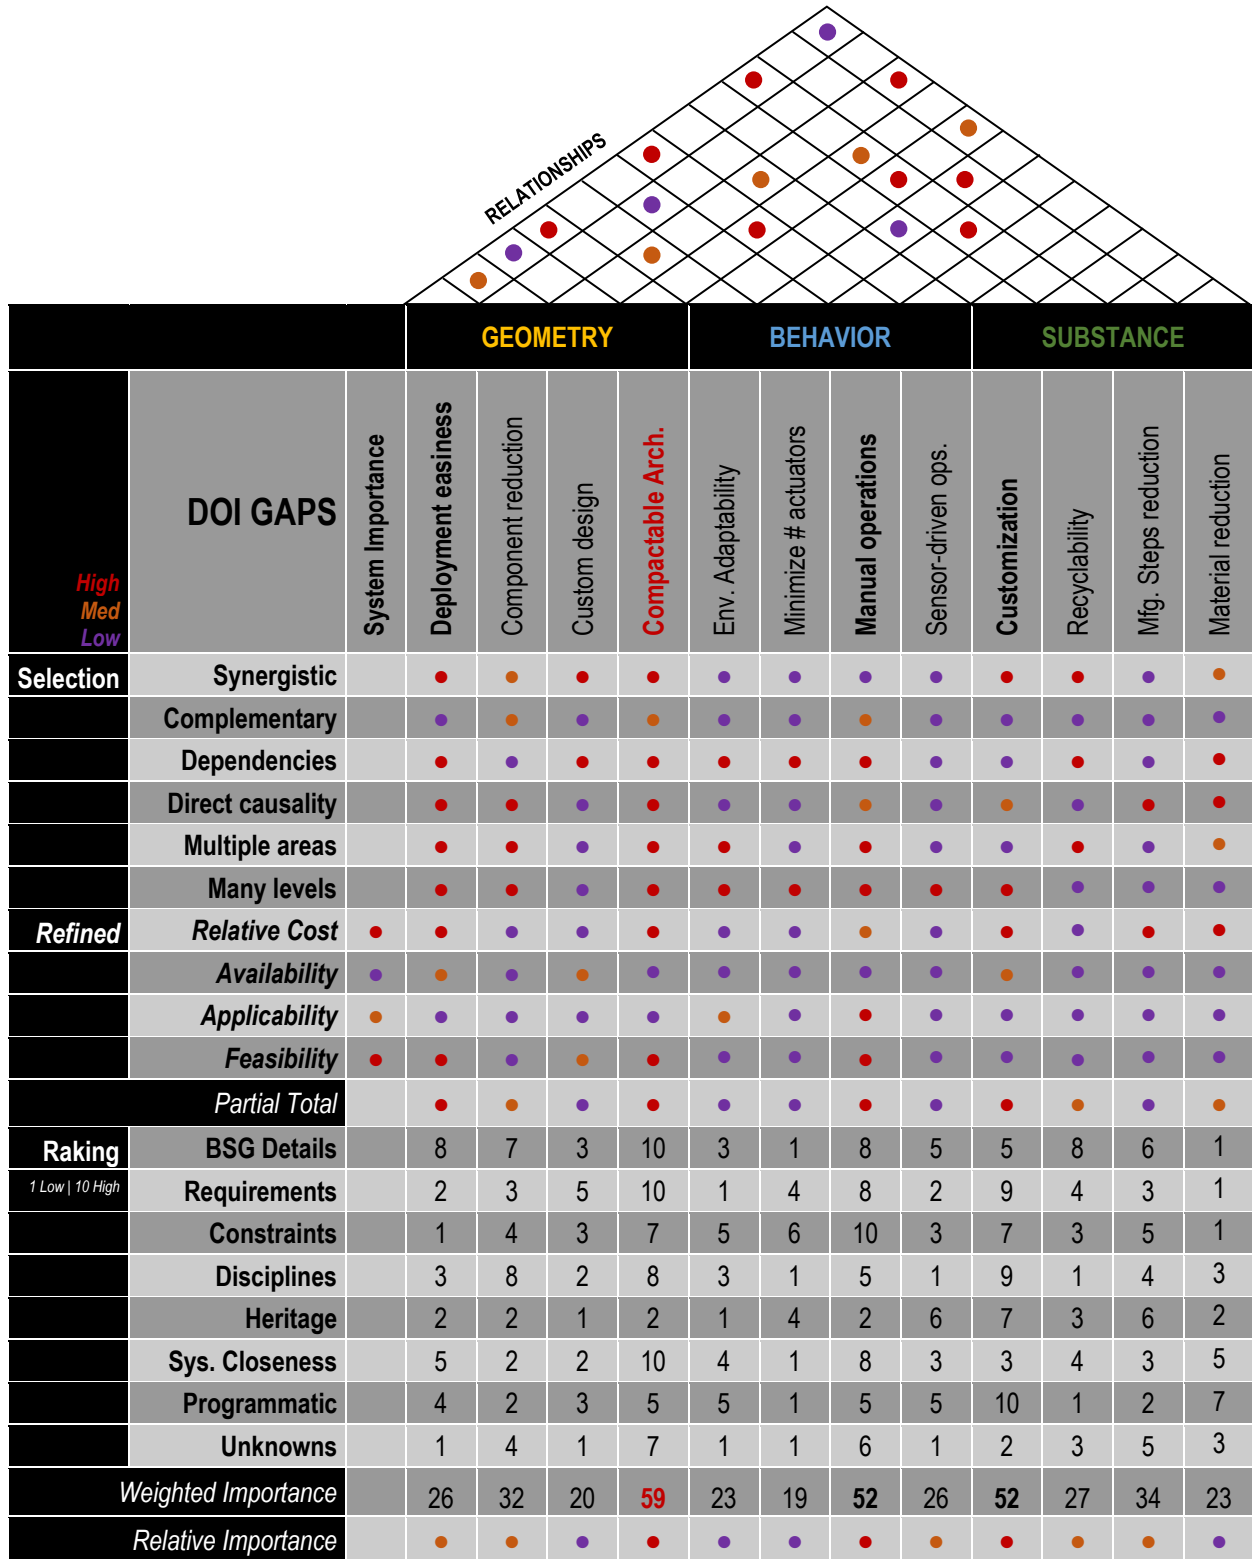 RELATIONSHIPS
GEOMETRY BEHAVIOR SUBSTANCE
High
Med
Low
DOI GAPS
System Importance
Deployment easiness
Component reduction
Custom design
Compactable Arch.
Env. Adaptability
Minimize # actuators
Manual operations
Sensor-driven ops.
Customization
Recyclability
Mfg. Steps reduction
Material reduction
Selection Synergistic
Complementary
Dependencies
Direct causality
Multiple areas
Many levels
Refined Relative Cost
Availability
Applicability
Feasibility
Partial Total
Raking BSG Details 8 7 3 10 3 1 8 5 5 8 6 1
1 Low | 10 High Requirements 2 3 5 10 1 4 8 2 9 4 3 1
Constraints 1 4 3 7 5 6 10 3 7 3 5 1
Disciplines 3 8 2 8 3 1 5 1 9 1 4 3
Heritage 2 2 1 2 1 4 2 6 7 3 6 2
Sys. Closeness 5 2 2 10 4 1 8 3 3 4 3 5
Programmatic 4 2 3 5 5 1 5 5 10 1 2 7
Unknowns 1 4 1 7 1 1 6 1 2 3 5 3
Weighted Importance 26 32 20 59 23 19 52 26 52 27 34 23
Relative Importance